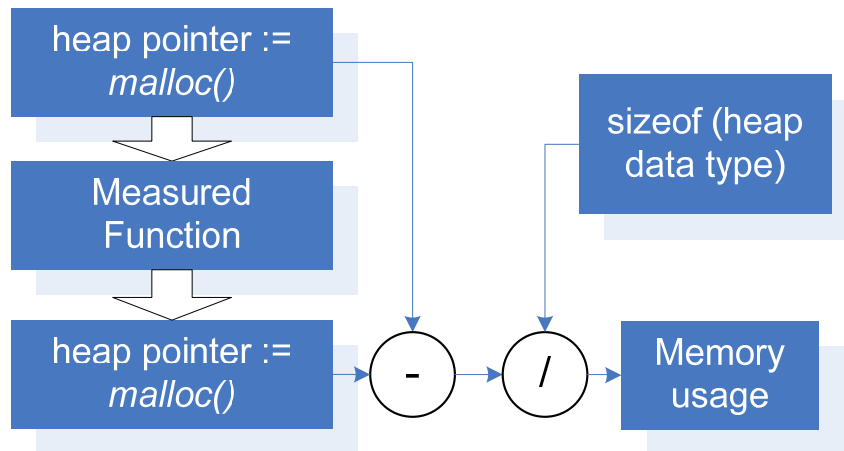 heap pointer :=
malloc()
sizeof (heap
data type)
Measured
Function
heap pointer :=
malloc()
-
/
Memory
usage